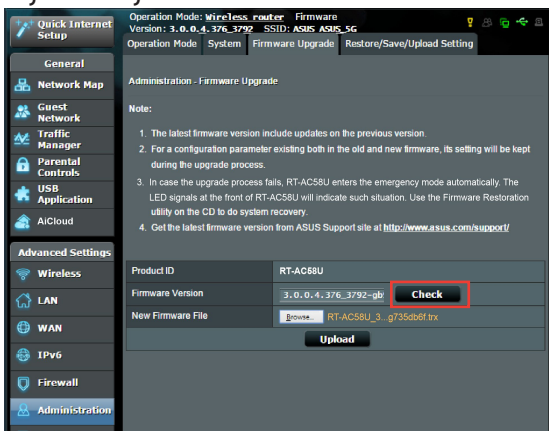 Quick Internet
Setup
Operation Mode: Wireless router Firmware
Version: 3.0.0.4.376_3792 SSID: ASUS ASUS_5G
Operation Mode System Firmware Upgrade Restore/Save/Upload Setting
General
Network Map
Guest
Network
Traffic
Manager
Parental
Controls
USB
Application
AiCloud
Advanced Settings
Wireless
LAN
WAN
IPv6
Firewall
Administration
Administration - Firmware Upgrade
Note:
1. The latest firmware version include updates on the previous version.
2. For a configuration parameter existing both in the old and new firmware, its setting will be kept
during the upgrade process.
3. In case the upgrade process fails, RT-AC58U enters the emergency mode automatically. The
LED signals at the front of RT-AC58U will indicate such situation. Use the Firmware Restoration
utility on the CD to do system recovery.
4. Get the latest firmware version from ASUS Support site at http://www.asus.com/support/
Product ID RT-AC58U
Firmware Version 3.0.0.4.376_3792-gb Check
New Firmware File Browse... RT-AC58U_3...g735db6f.trx
Upload